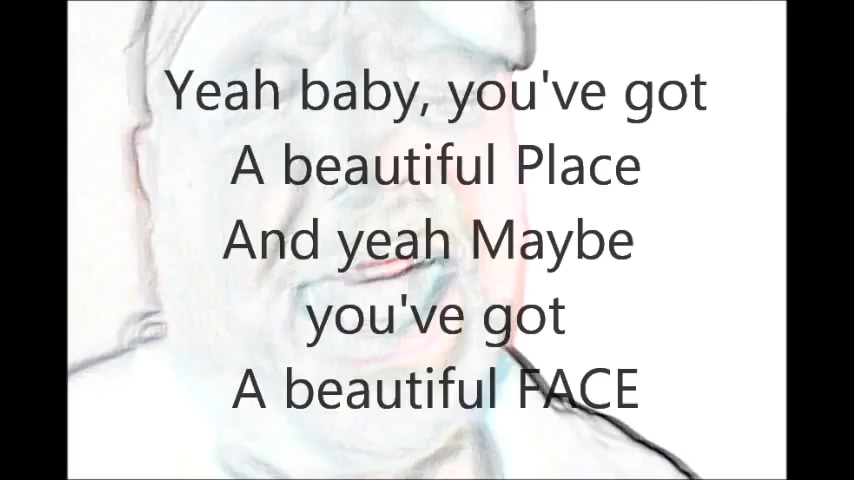 Yeah baby, you've got
A beautiful Place
And yeah Maybe
you've got
A beautiful FACE